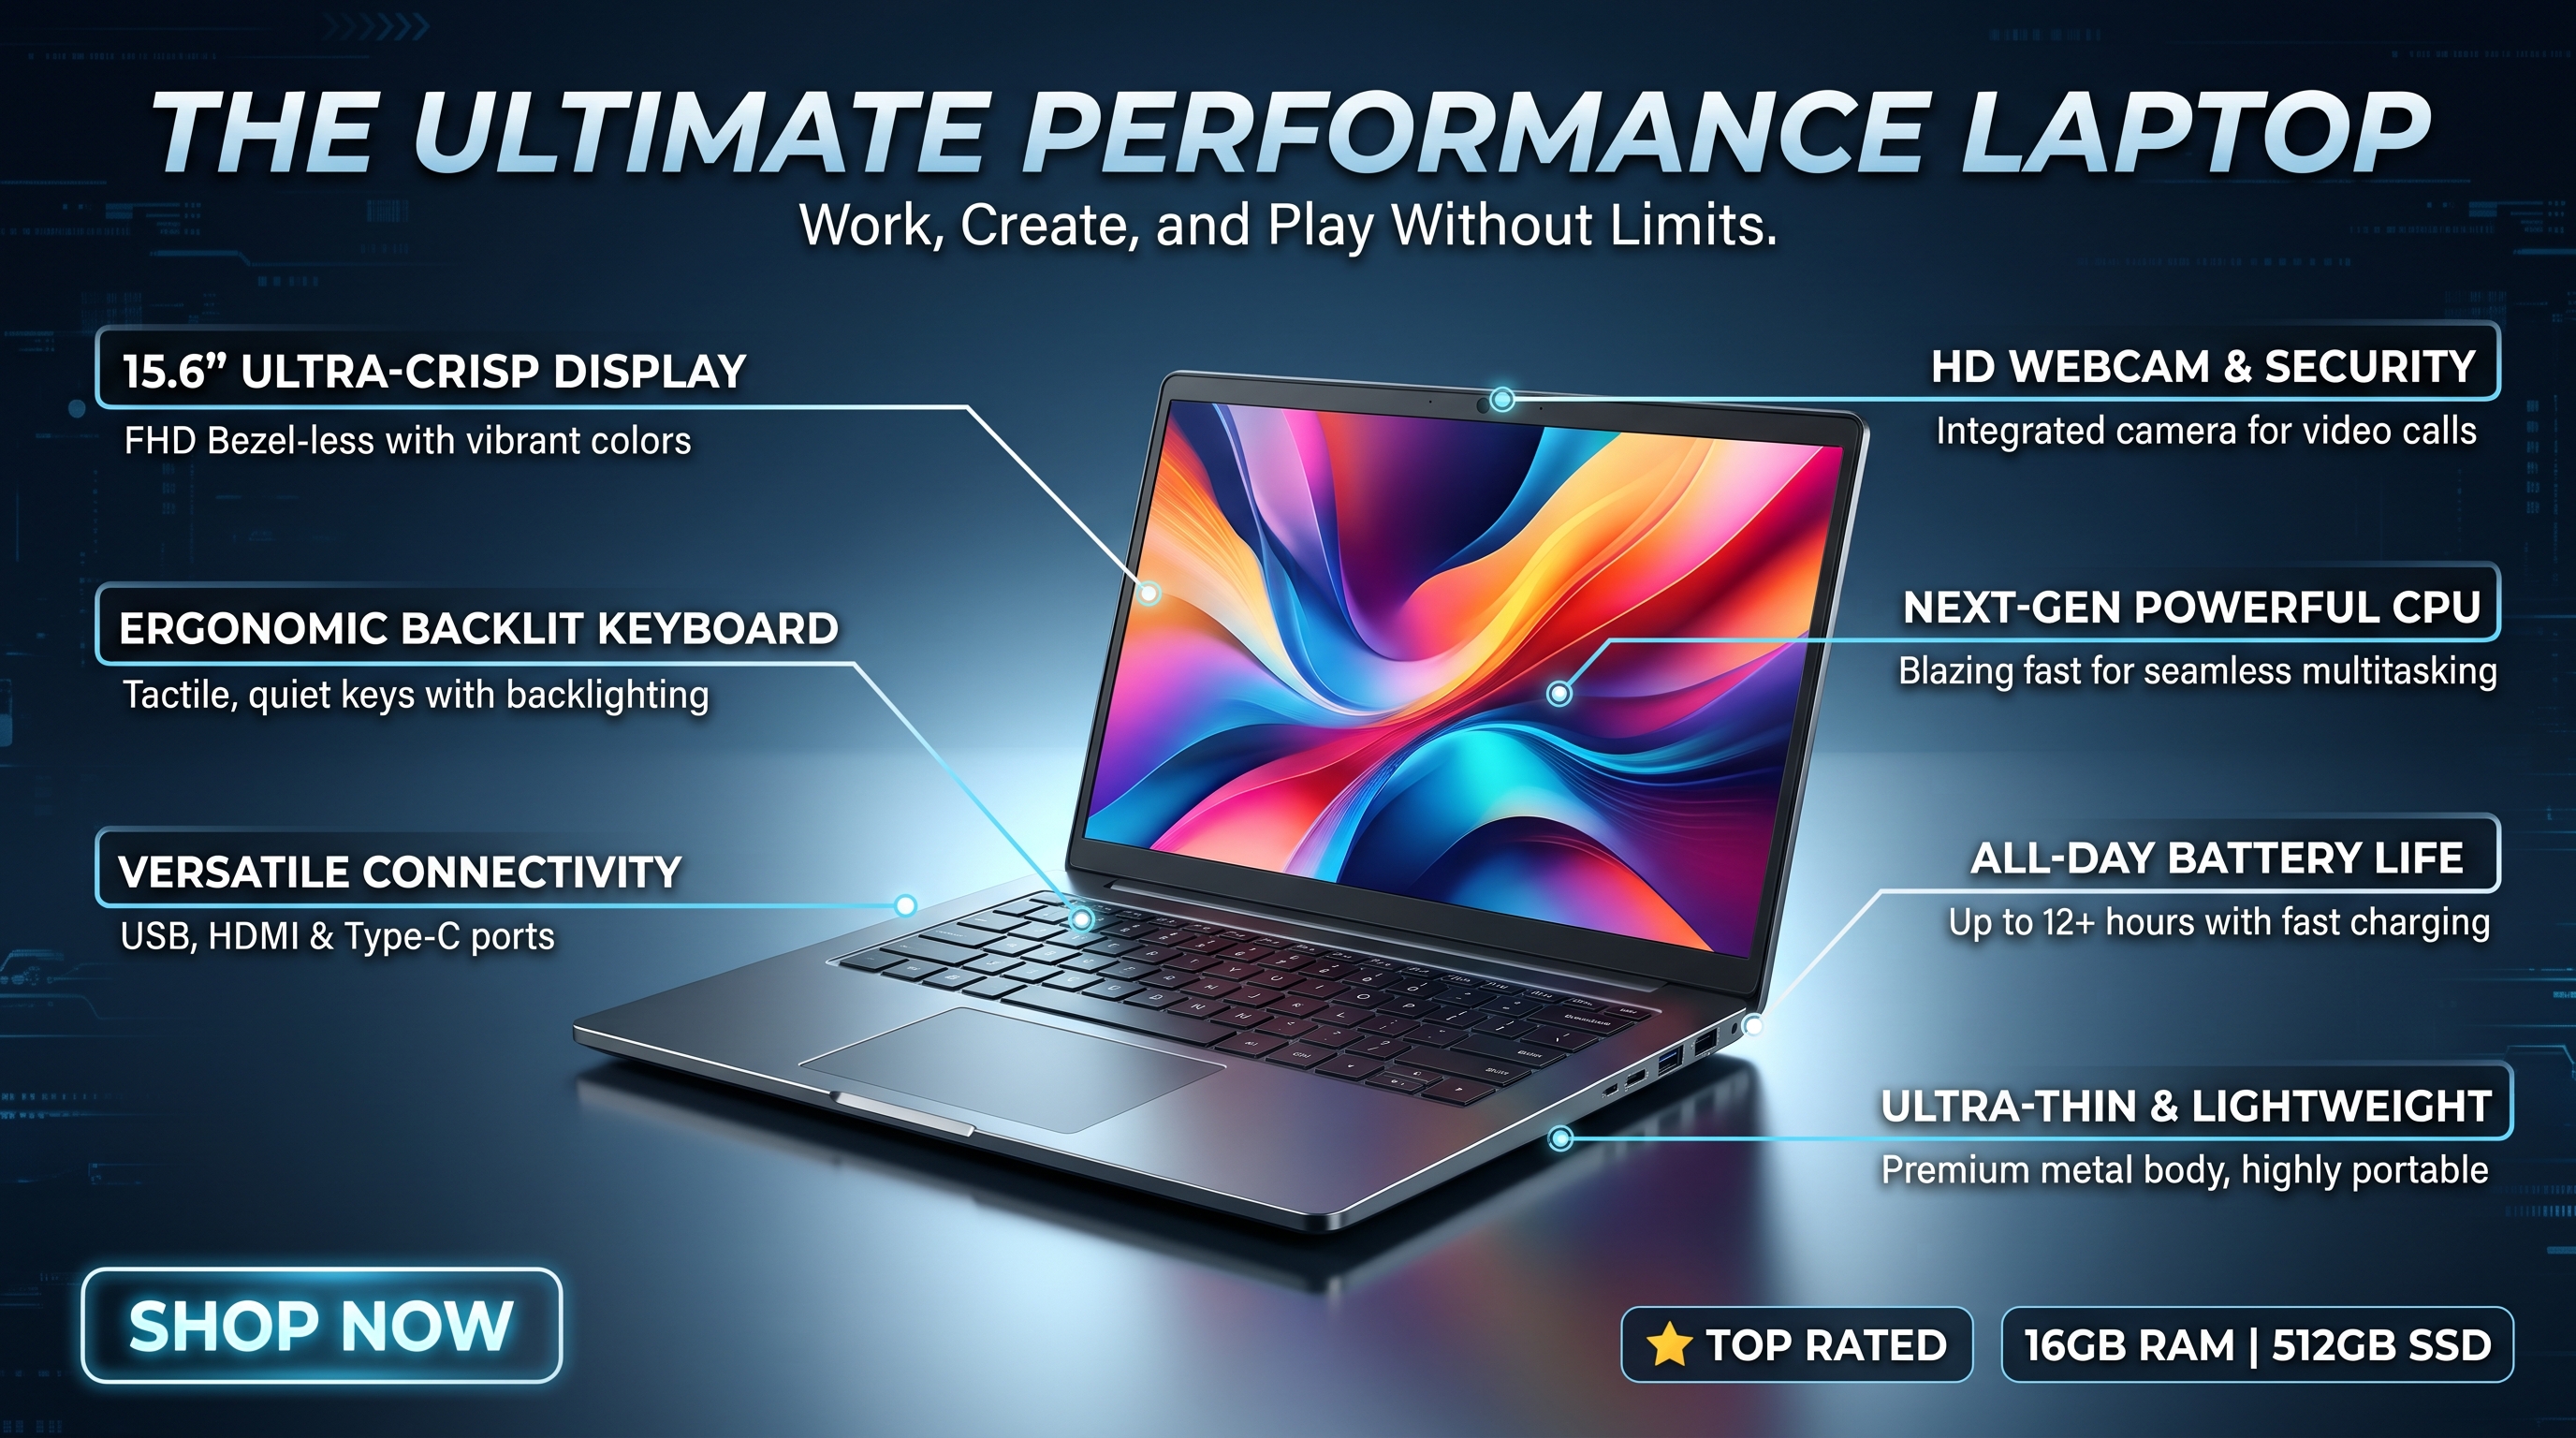 THE ULTIMATE PERFORMANCE LAPTOP
Work, Create, and Play Without Limits.
15.6” ULTRA-CRISP DISPLAY
FHD Bezel-less with vibrant colors
ERGONOMIC BACKLIT KEYBOARD
Tactile, quiet keys with backlighting
VERSATILE CONNECTIVITY
USB, HDMI & Type-C ports
HD WEBCAM & SECURITY
Integrated camera for video calls
NEXT-GEN POWERFUL CPU
Blazing fast for seamless multitasking
ALL-DAY BATTERY LIFE
Up to 12+ hours with fast charging
ULTRA-THIN & LIGHTWEIGHT
Premium metal body, highly portable
SHOP NOW
⭐ TOP RATED
16GB RAM | 512GB SSD